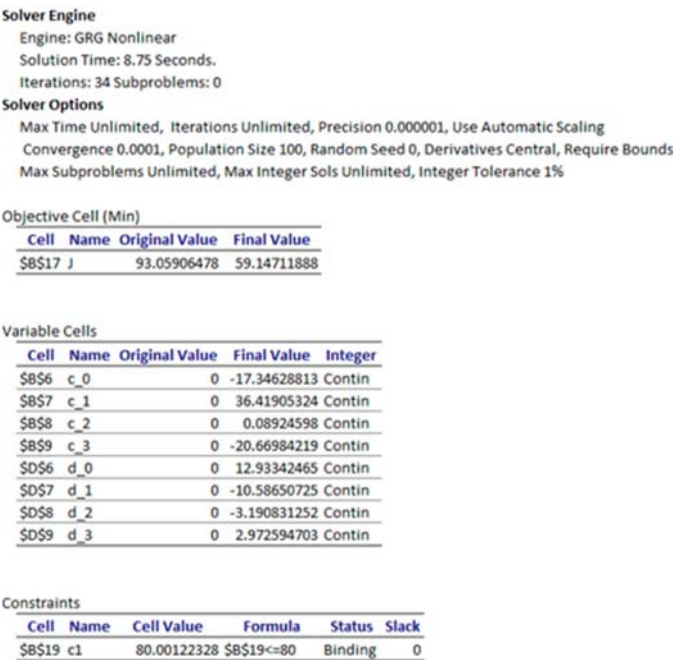 Solver Engine
Engine: GRG Nonlinear
Solution Time: 8.75 Seconds.
Iterations: 34 Subproblems: 0
Solver Options
Max Time Unlimited, Iterations Unlimited, Precision 0.000001, Use Automatic Scaling
Convergence 0.0001, Population Size 100, Random Seed 0, Derivatives Central, Require Bounds
Max Subproblems Unlimited, Max Integer Sols Unlimited, Integer Tolerance 1%
Objective Cell (Min)
Cell Name Original Value Final Value
$B$17 J 93.05906478 59.14711888
Variable Cells
Cell Name Original Value Final Value Integer
$B$6 c_0 0 -17.34628813 Contin
$B$7 c_1 0 36.41905324 Contin
$B$8 c_2 0 0.08924598 Contin
$B$9 c_3 0 -20.66984219 Contin
$D$6 d_0 0 12.93342465 Contin
$D$7 d_1 0 -10.58650725 Contin
$D$8 d_2 0 -3.190831252 Contin
$D$9 d_3 0 2.972594703 Contin
Constraints
Cell Name Cell Value Formula Status Slack
$B$19 c1 80.00122328 $B$19<=80 Binding 0